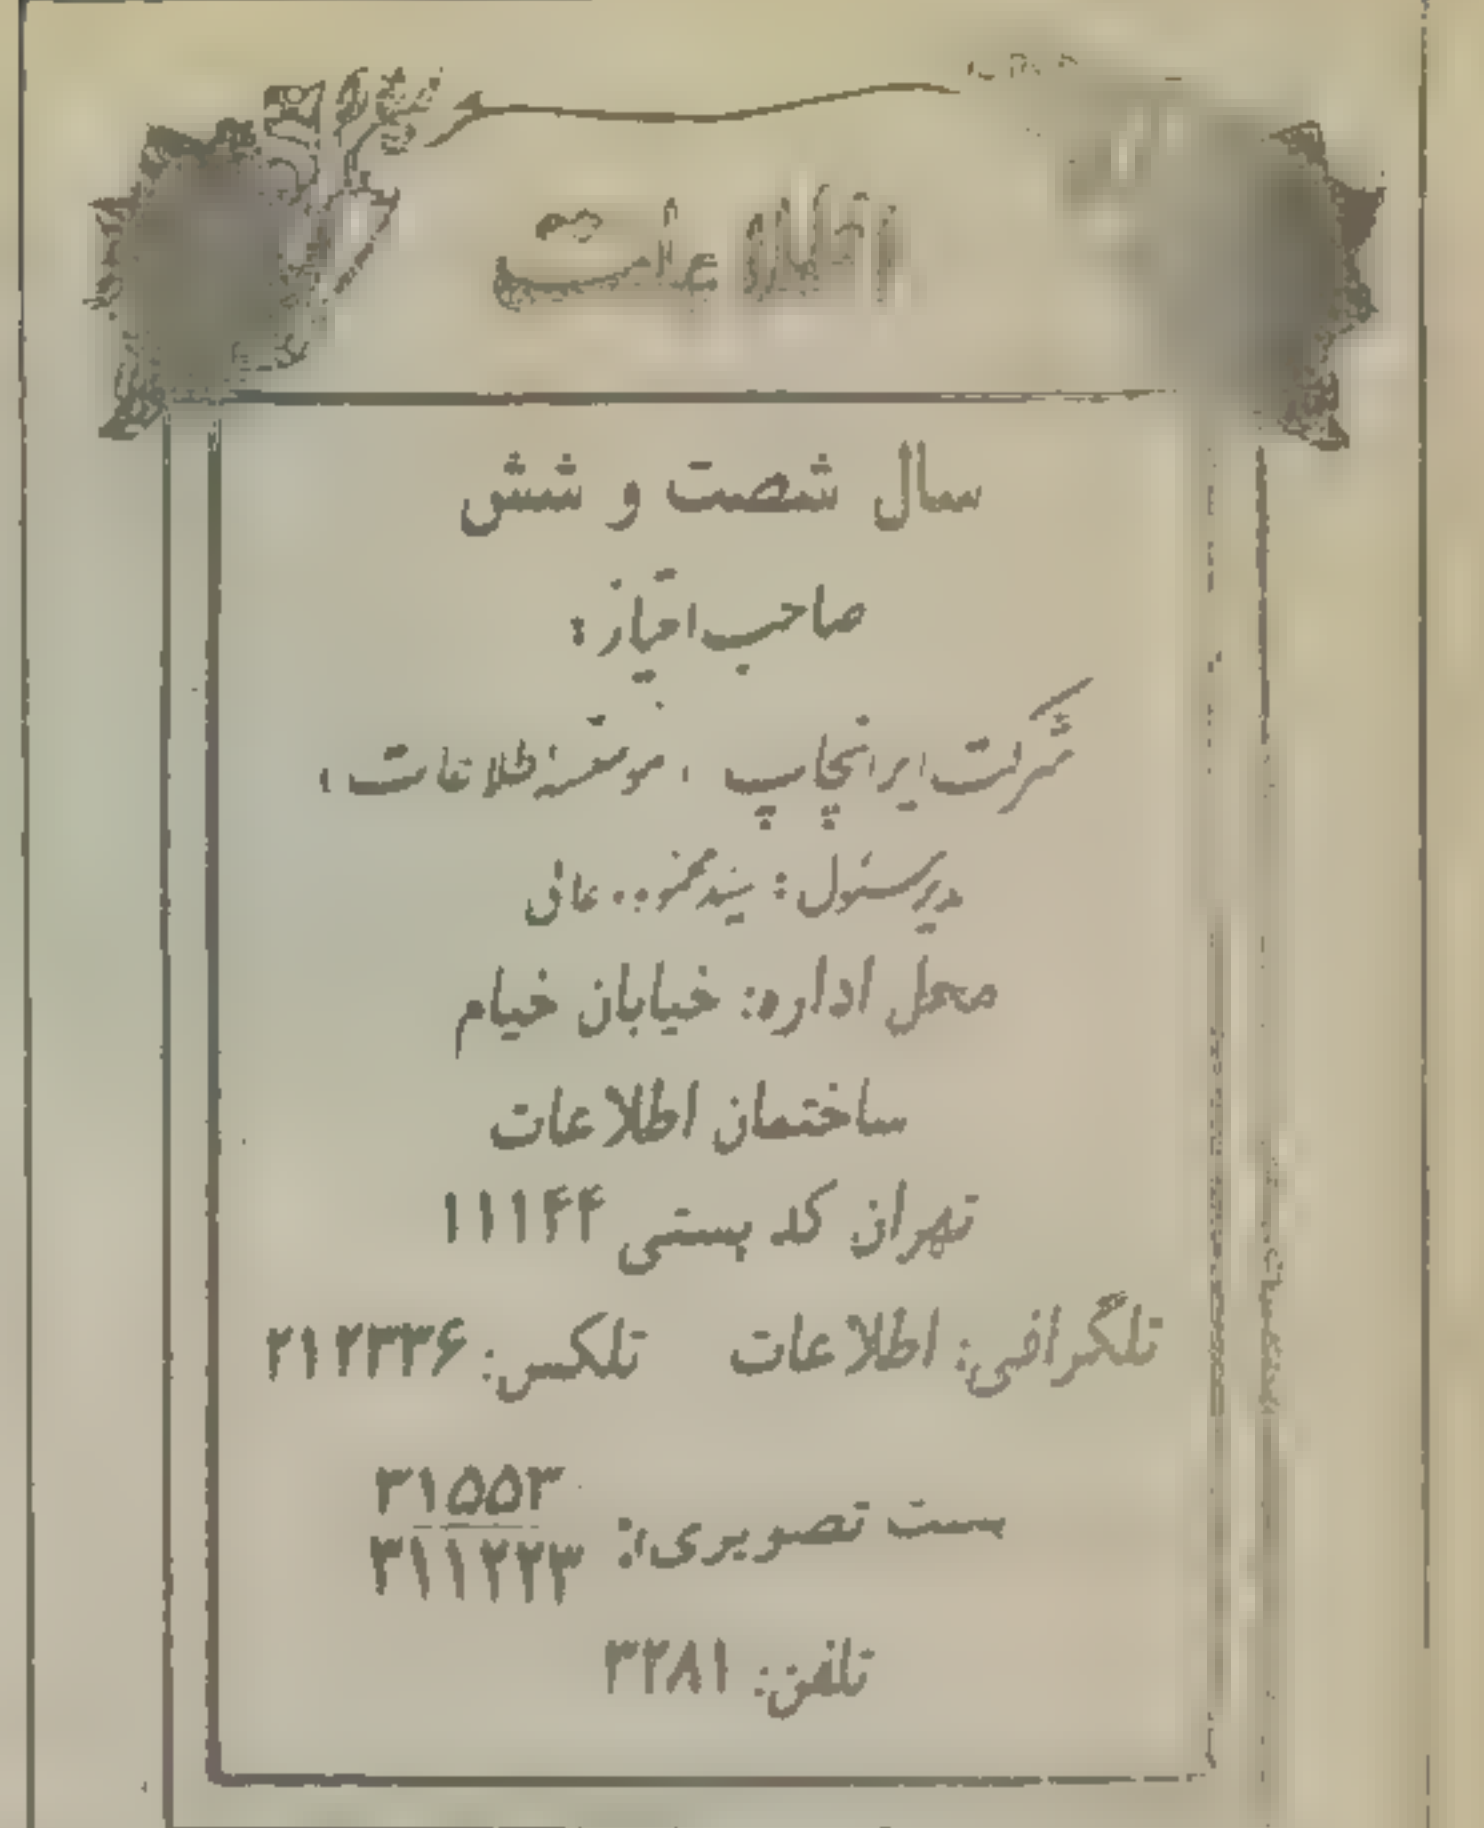 اطلاعات
سال شصت و شش
صاحب امتیاز:
شرکت ایرانچاپ، موسسه اطلاعات،
مدیر مسئول: سید محمود دعائی
محل اداره: خیابان خیام
ساختمان اطلاعات
تهران کد پستی ۱۱۱۴۴
تلگرافی: اطلاعات تلکس: ۲۱۲۳۳۶
پست تصویری: ۳۱۵۵۳
۳۱۱۲۲۳
تلفن: ۳۲۸۱